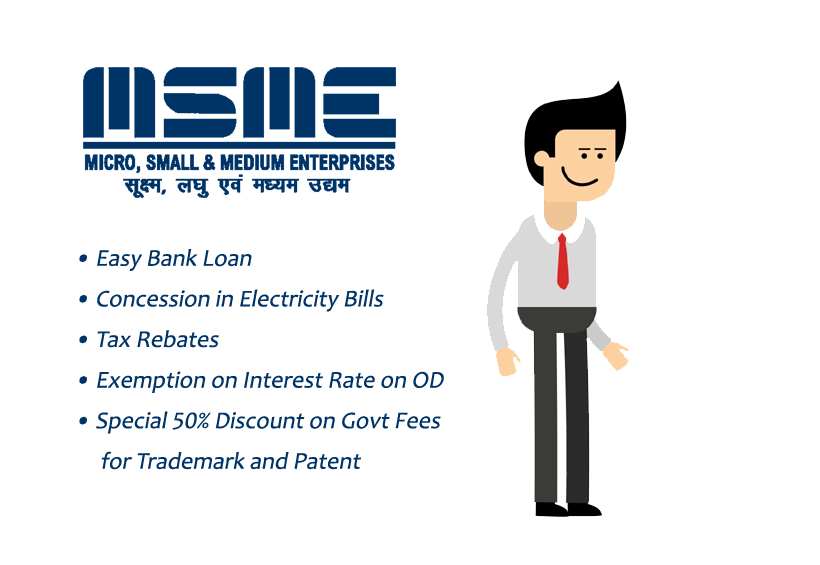 MSME
MICRO, SMALL & MEDIUM ENTERPRISES
सूक्ष्म, लघु एवं मध्यम उद्यम
• Easy Bank Loan
• Concession in Electricity Bills
• Tax Rebates
• Exemption on Interest Rate on OD
• Special 50% Discount on Govt Fees
for Trademark and Patent